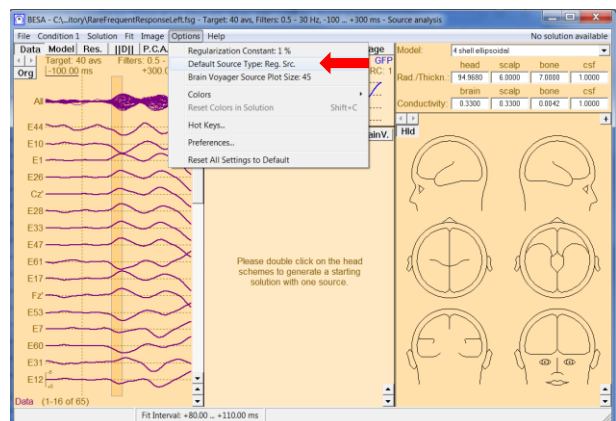 BESA - C:\...itory\RareFrequentResponseLeft.fsg - Target: 40 avs, Filters: 0.5 - 30 Hz, -100 ... +300 ms - Source analysis
File Condition 1 Solution Fit Image Options Help No solution available
Data Model Res. ||D|| P.C.A.
Target: 40 avs Filters: 0.5 -
Org -100.00 ms +300.0
All
E44
E10
E1
E26
Cz'
E28
E33
E47
E61
E17
Fz'
E53
E7
E60
E31
E12
Data (1-16 of 65)
Regularization Constant: 1 %
Default Source Type: Reg. Src.
Brain Voyager Source Plot Size: 45
Colors
Reset Colors in Solution Shift+C
Hot Keys..
Preferences..
Reset All Settings to Default
age
GFP
RC: 1
ainV.
Please double click on the head
schemes to generate a starting
solution with one source.
Model: 4 shell ellipsoidal
head scalp bone csf
Rad./Thickn.: 94.9680 6.0000 7.0000 1.0000
brain scalp bone csf
Conductivity: 0.3300 0.3300 0.0042 1.0000
Hld
Fit Interval: +80.00 ... +110.00 ms